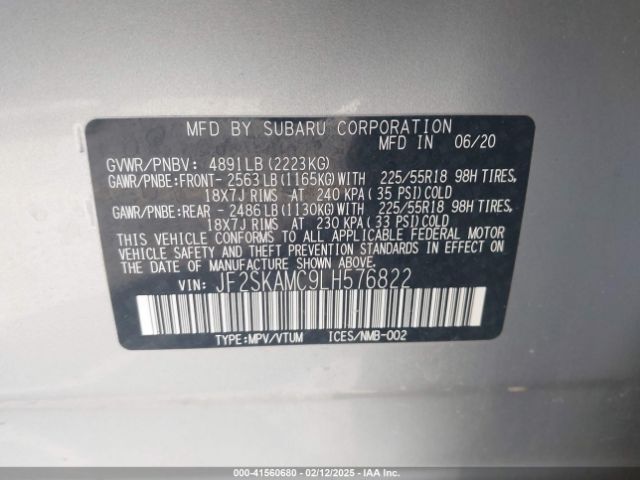 MFD BY SUBARU CORPORATION
MFD IN 06/20
GVWR/PNBV: 4891LB(2223KG)
GAWR/PNBE:FRONT-2563LB(1165KG)WITH 225/55R18 98H TIRES,
18X7J RIMS AT 240 KPA(35 PSI)COLD
GAWR/PNBE:REAR -2486LB(1130KG)WITH 225/55R18 98H TIRES,
18X7J RIMS AT 230 KPA(33 PSI)COLD
THIS VEHICLE CONFORMS TO ALL APPLICABLE FEDERAL MOTOR
VEHICLE SAFETY AND THEFT PREVENTION STANDARDS IN EFFECT ON
THE DATE OF MANUFACTURE SHOWN ABOVE.
VIN: JF2SKAMC9LH576822
TYPE:MPV/VTUM ICES/NMB-002
00-41560680 - 02/12/2025 - IAAI.COM